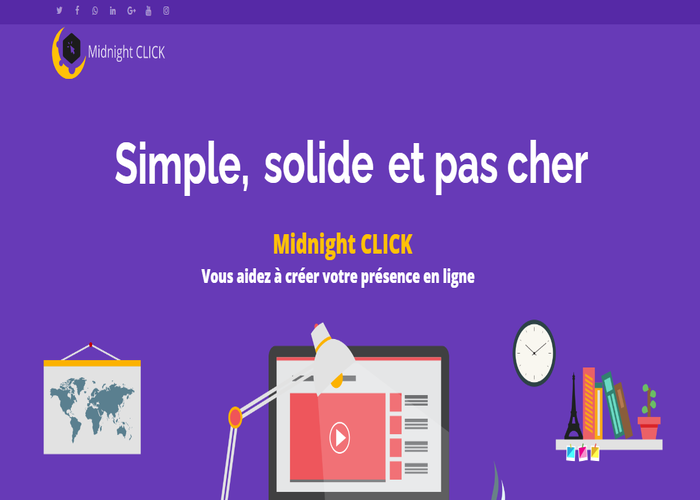 Midnight CLICK
Simple, solide et pas cher
Midnight CLICK
Vous aidez à créer votre présence en ligne